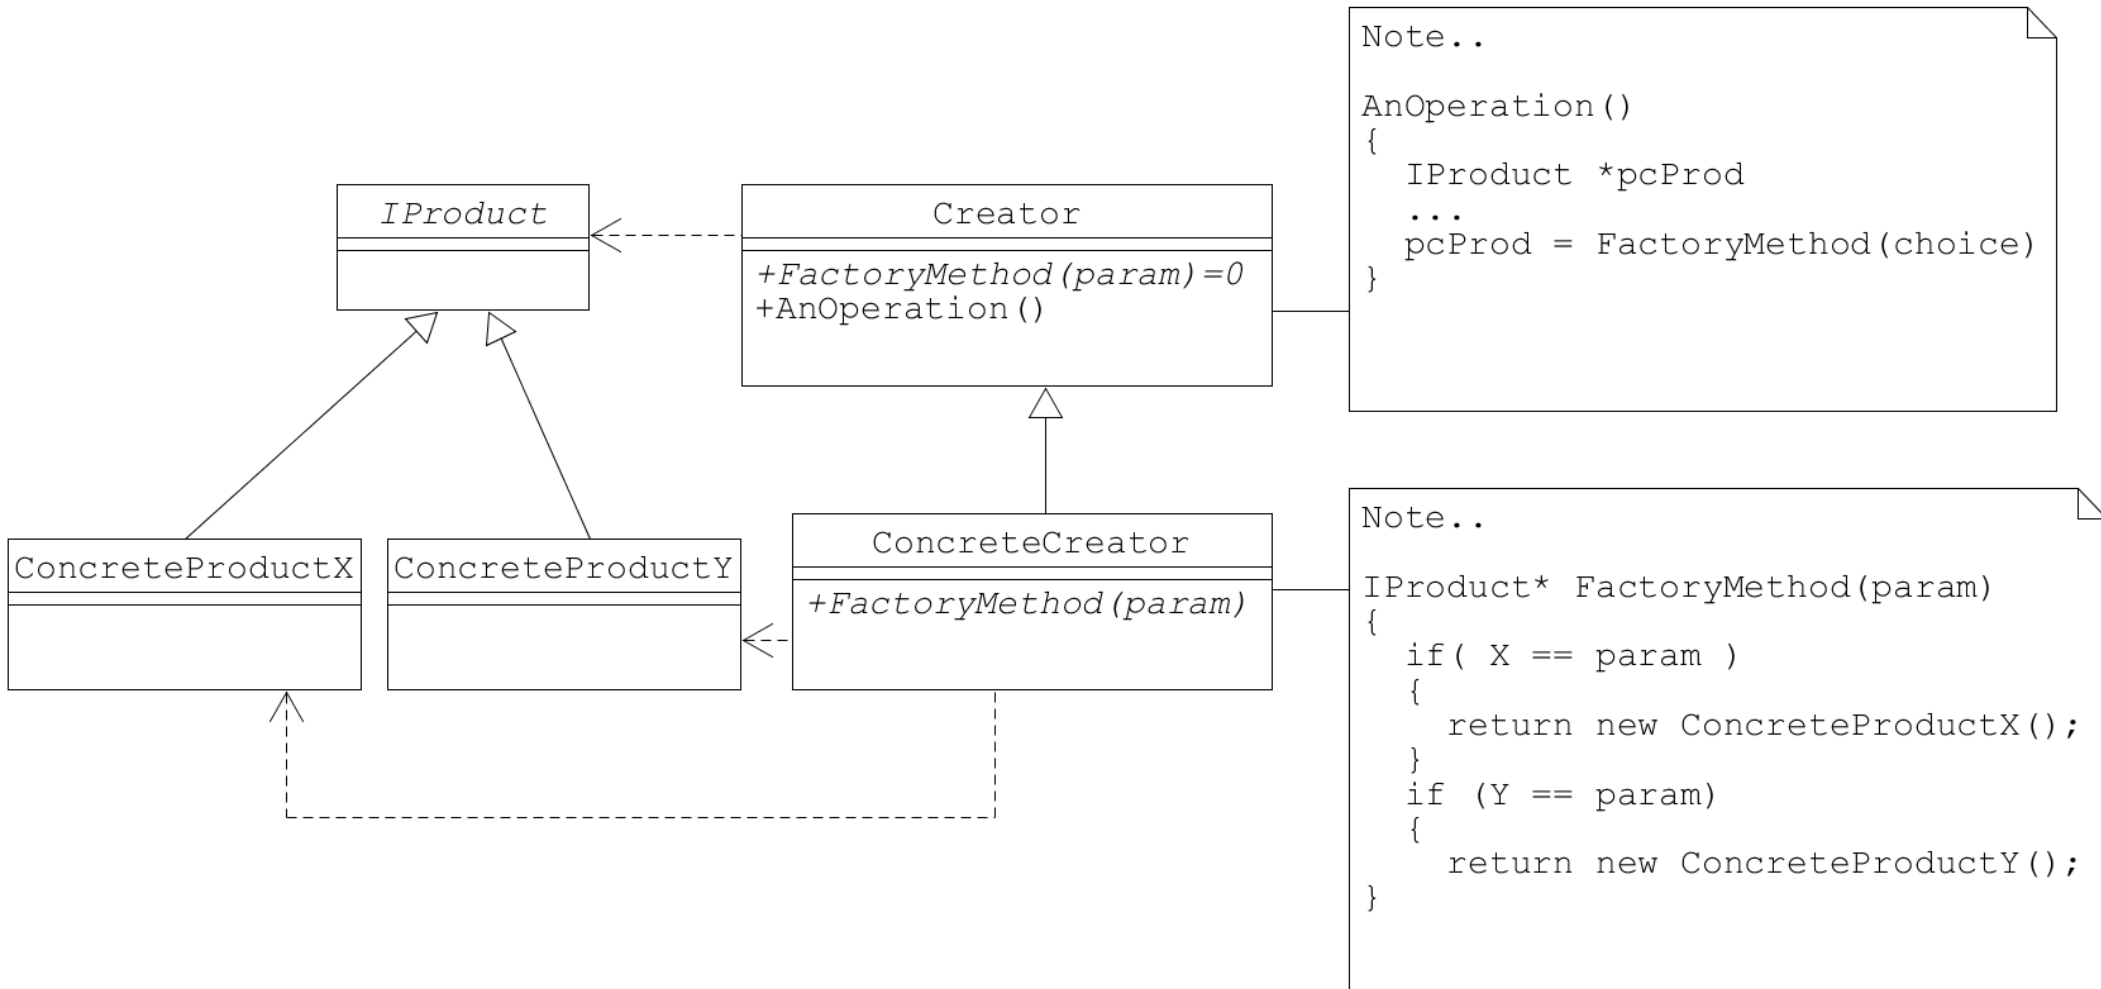 IProduct
Creator
+FactoryMethod(param)=0
+AnOperation()
Note..
AnOperation()
{
IProduct *pcProd
...
pcProd = FactoryMethod(choice)
}
ConcreteProductX
ConcreteProductY
ConcreteCreator
+FactoryMethod(param)
Note..
IProduct* FactoryMethod(param)
{
if( X == param )
{
return new ConcreteProductX();
}
if (Y == param)
{
return new ConcreteProductY();
}